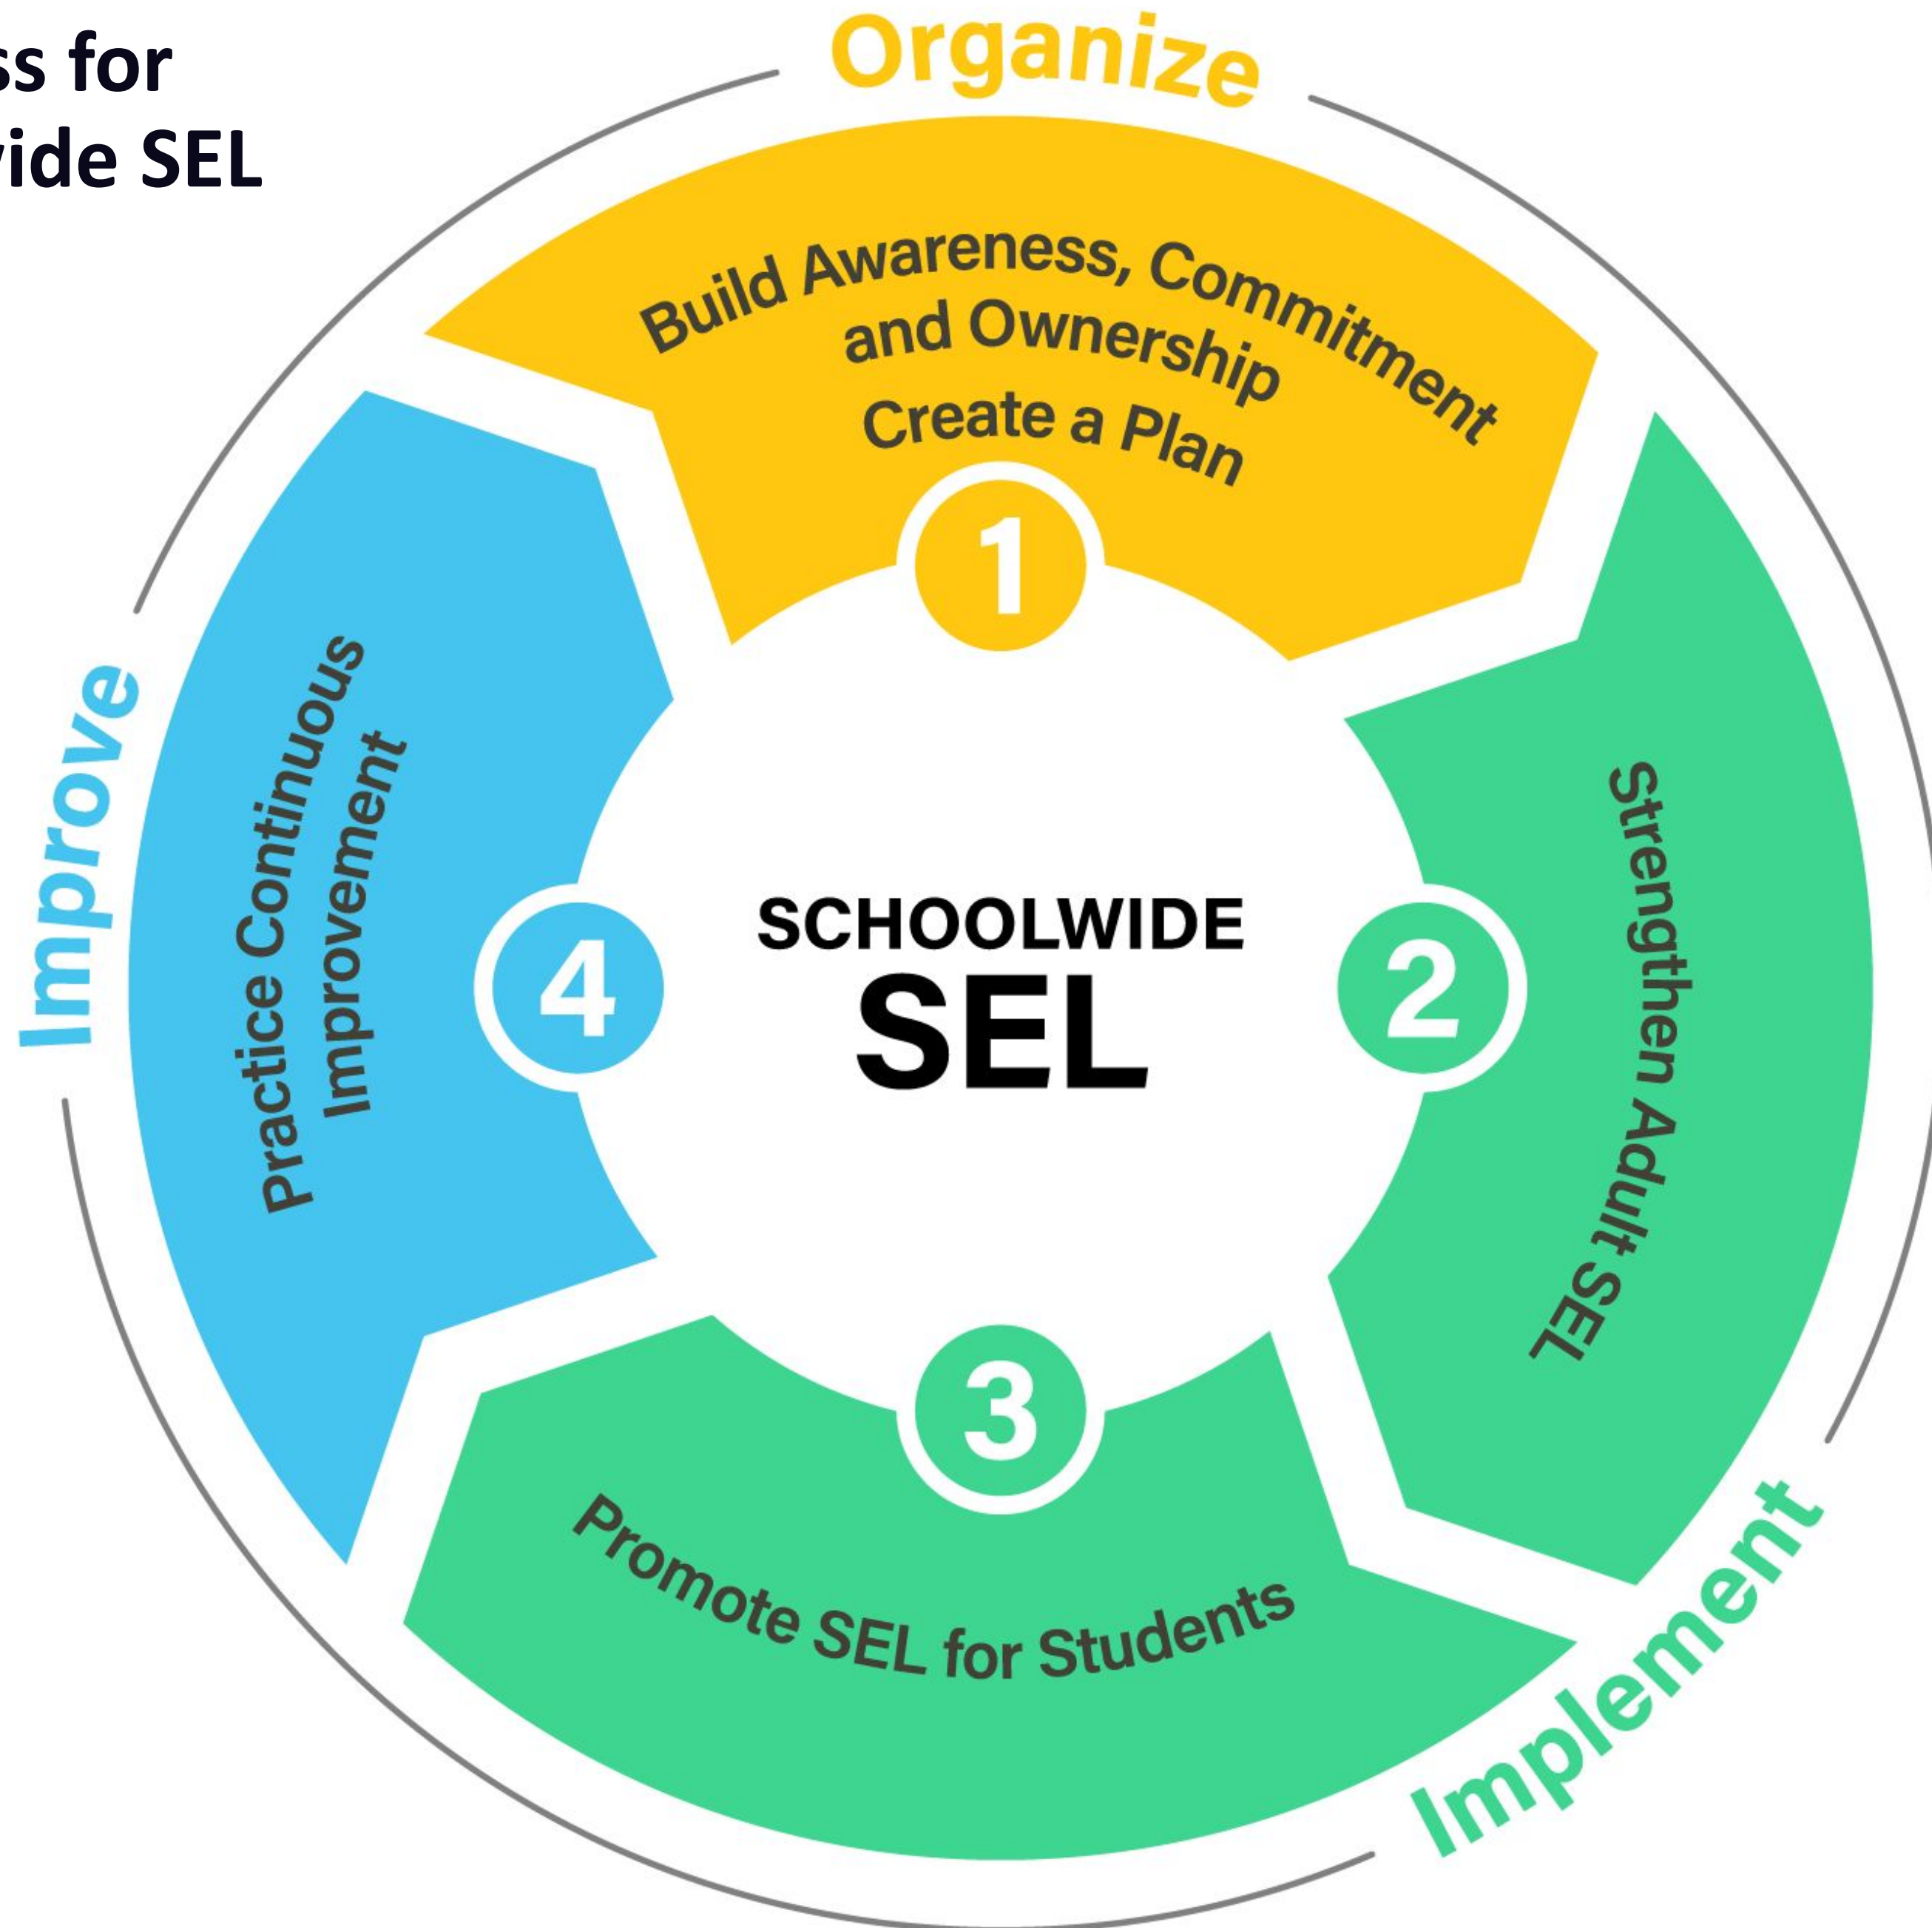 ss for
ide SEL
Organize
Build Awareness, Commitment
and Ownership
Create a Plan
1
Strengthen Adult SEL
2
Implement
3
Promote SEL for Students
Improve
Practice Continuous
Improvement
4
SCHOOLWIDE
SEL